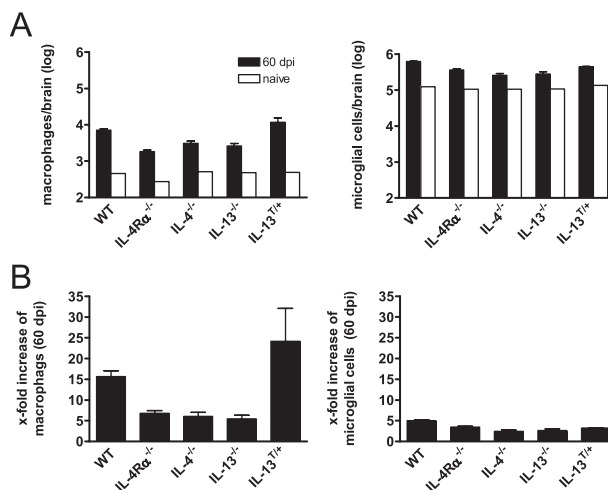 A
macrophages/brain (log)
6
5
4
3
2
60 dpi
naive
WT
IL-4Rα-/-
IL-4-/-
IL-13-/-
IL-13T/+
microglial cells/brain (log)
6
5
4
3
2
WT
IL-4Rα-/-
IL-4-/-
IL-13-/-
IL-13T/+
B
x-fold increase of
macrophags (60 dpi)
35
30
25
20
15
10
5
0
WT
IL-4Rα-/-
IL-4-/-
IL-13-/-
IL-13T/+
x-fold increase of
microglial cells (60 dpi)
35
30
25
20
15
10
5
0
WT
IL-4Rα-/-
IL-4-/-
IL-13-/-
IL-13T/+